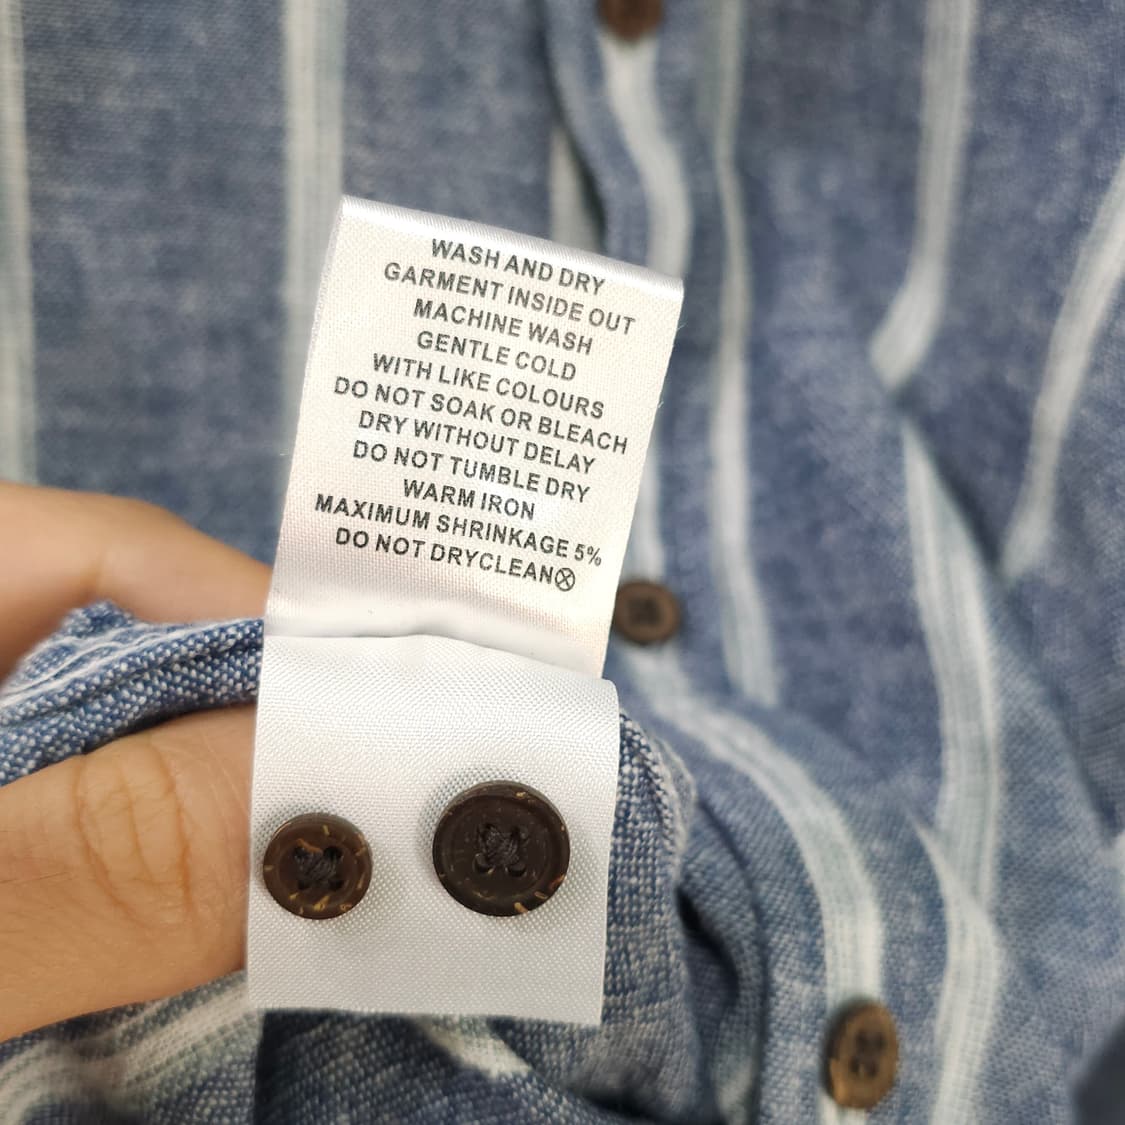 WASH AND DRY
GARMENT INSIDE OUT
MACHINE WASH
GENTLE COLD
WITH LIKE COLOURS
DO NOT SOAK OR BLEACH
DRY WITHOUT DELAY
DO NOT TUMBLE DRY
WARM IRON
MAXIMUM SHRINKAGE 5%
DO NOT DRYCLEAN